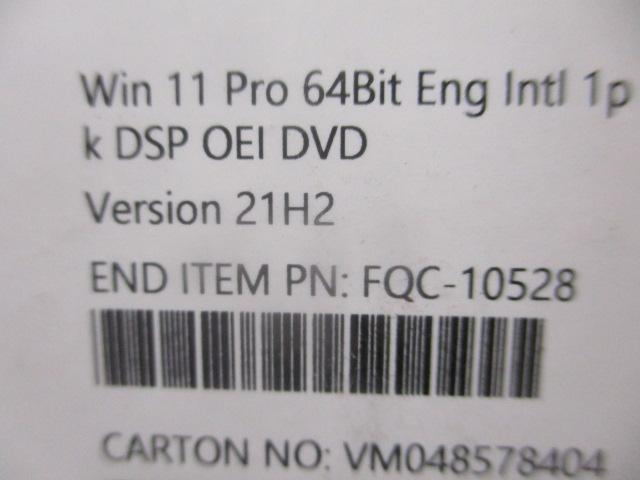 Win 11 Pro 64Bit Eng Intl 1p
k DSP OEI DVD
Version 21H2
END ITEM PN: FQC-10528
CARTON NO: VM048578404